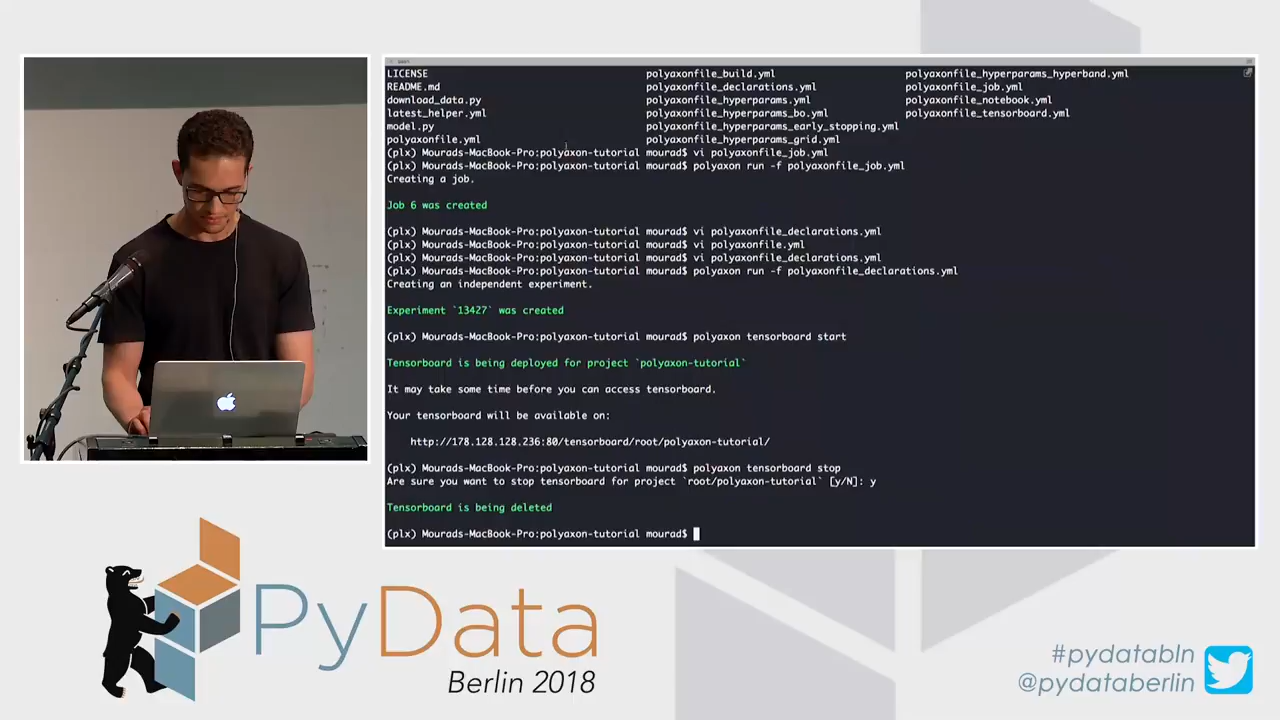 LICENSE polyaxonfile_build.yml polyaxonfile_hyperparams_hyperband.yml
README.md polyaxonfile_declarations.yml polyaxonfile_job.yml
download_data.py polyaxonfile_hyperparams.yml polyaxonfile_notebook.yml
latest_helper.yml polyaxonfile_hyperparams_bo.yml polyaxonfile_tensorboard.yml
model.py polyaxonfile_hyperparams_early_stopping.yml
polyaxonfile.yml polyaxonfile_hyperparams_grid.yml
(plx) Mourads-MacBook-Pro:polyaxon-tutorial mourad$ vi polyaxonfile_job.yml
(plx) Mourads-MacBook-Pro:polyaxon-tutorial mourad$ polyaxon run -f polyaxonfile_job.yml
Creating a job.
Job 6 was created
(plx) Mourads-MacBook-Pro:polyaxon-tutorial mourad$ vi polyaxonfile_declarations.yml
(plx) Mourads-MacBook-Pro:polyaxon-tutorial mourad$ vi polyaxonfile.yml
(plx) Mourads-MacBook-Pro:polyaxon-tutorial mourad$ vi polyaxonfile_declarations.yml
(plx) Mourads-MacBook-Pro:polyaxon-tutorial mourad$ polyaxon run -f polyaxonfile_declarations.yml
Creating an independent experiment.
Experiment `13427` was created
(plx) Mourads-MacBook-Pro:polyaxon-tutorial mourad$ polyaxon tensorboard start
Tensorboard is being deployed for project `polyaxon-tutorial`
It may take some time before you can access tensorboard.
Your tensorboard will be available on:
http://178.128.128.236:80/tensorboard/root/polyaxon-tutorial/
(plx) Mourads-MacBook-Pro:polyaxon-tutorial mourad$ polyaxon tensorboard stop
Are sure you want to stop tensorboard for project `root/polyaxon-tutorial` [y/N]: y
Tensorboard is being deleted
(plx) Mourads-MacBook-Pro:polyaxon-tutorial mourad$
PyData
Berlin 2018
#pydatabln
@pydataberlin